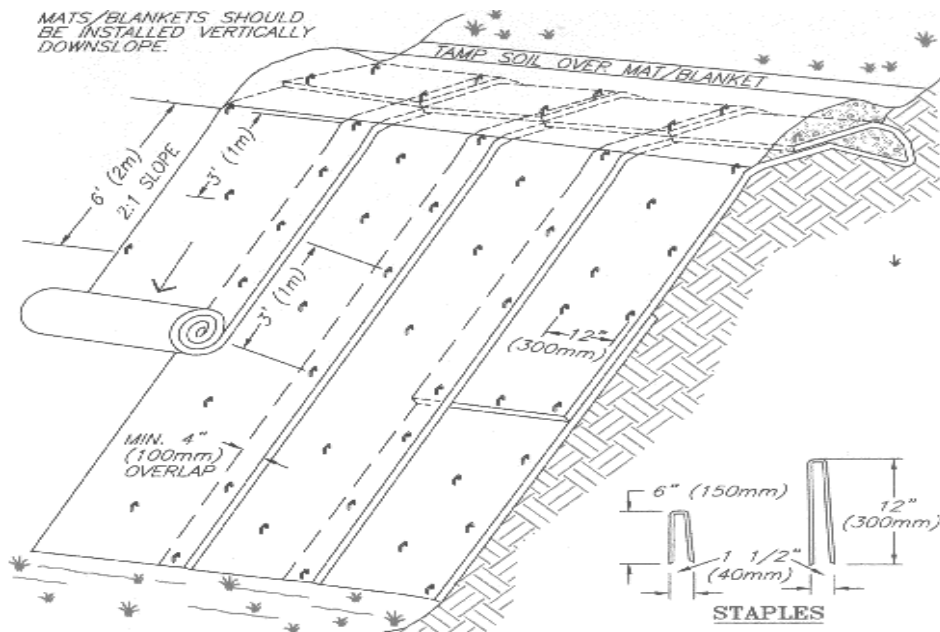 MATS/BLANKETS SHOULD
BE INSTALLED VERTICALLY
DOWNSLOPE.
TAMP SOIL OVER MAT/BLANKET
6' (2m)
2:1 SLOPE
3' (1m)
3' (1m)
12"
(300mm)
MIN. 4"
(100mm)
OVERLAP
6" (150mm)
12"
(300mm)
1 1/2"
(40mm)
STAPLES